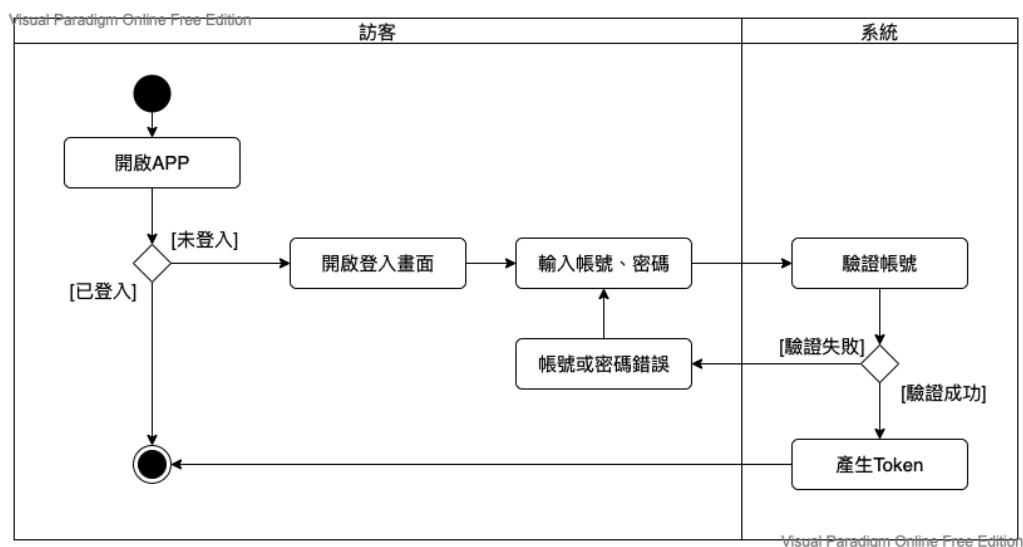 Visual Paradigm Online Free Edition
訪客
系統
開啟APP
[未登入]
[已登入]
開啟登入畫面
輸入帳號、密碼
驗證帳號
[驗證失敗]
帳號或密碼錯誤
[驗證成功]
產生Token
Visual Paradigm Online Free Edition